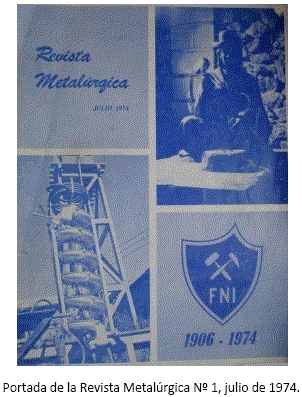 Revista
Metalúrgica
JULIO 1974
FNI
1906 - 1974
Portada de la Revista Metalúrgica Nº 1, julio de 1974.